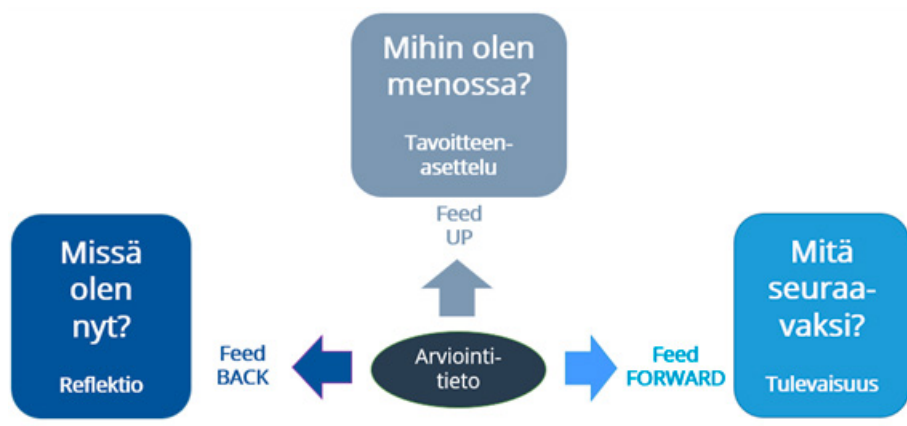 Mihin olen
menossa?
Tavoitteen-
asettelu
Feed
UP
Missä
olen
nyt?
Reflektio
Feed
BACK
Arviointi-
tieto
Feed
FORWARD
Mitä
seuraa-
vaksi?
Tulevaisuus